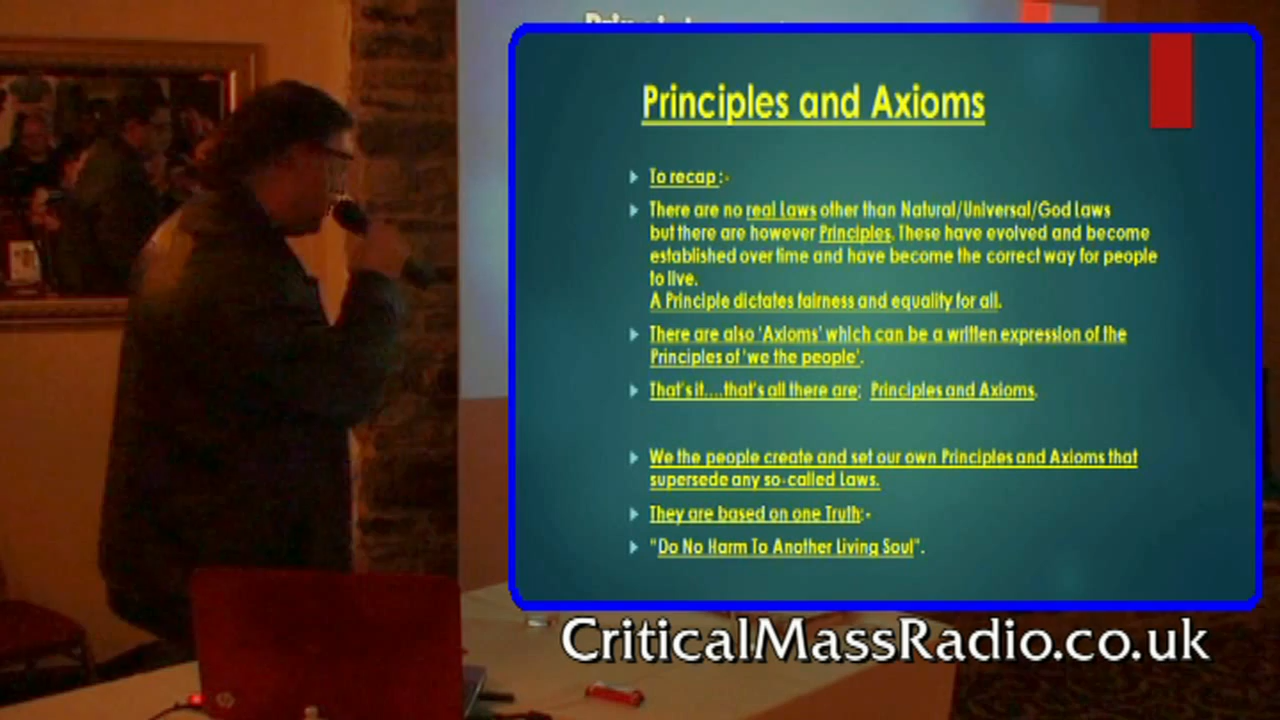 Principles and Axioms
To recap :-
There are no real Laws other than Natural/Universal/God Laws
but there are however Principles. These have evolved and become
established over time and have become the correct way for people
to live.
A Principle dictates fairness and equality for all.
There are also 'Axioms' which can be a written expression of the
Principles of 'we the people'.
That's it....that's all there are; Principles and Axioms.
We the people create and set our own Principles and Axioms that
supersede any so-called Laws.
They are based on one Truth:-
"Do No Harm To Another Living Soul".
CriticalMassRadio.co.uk
hp